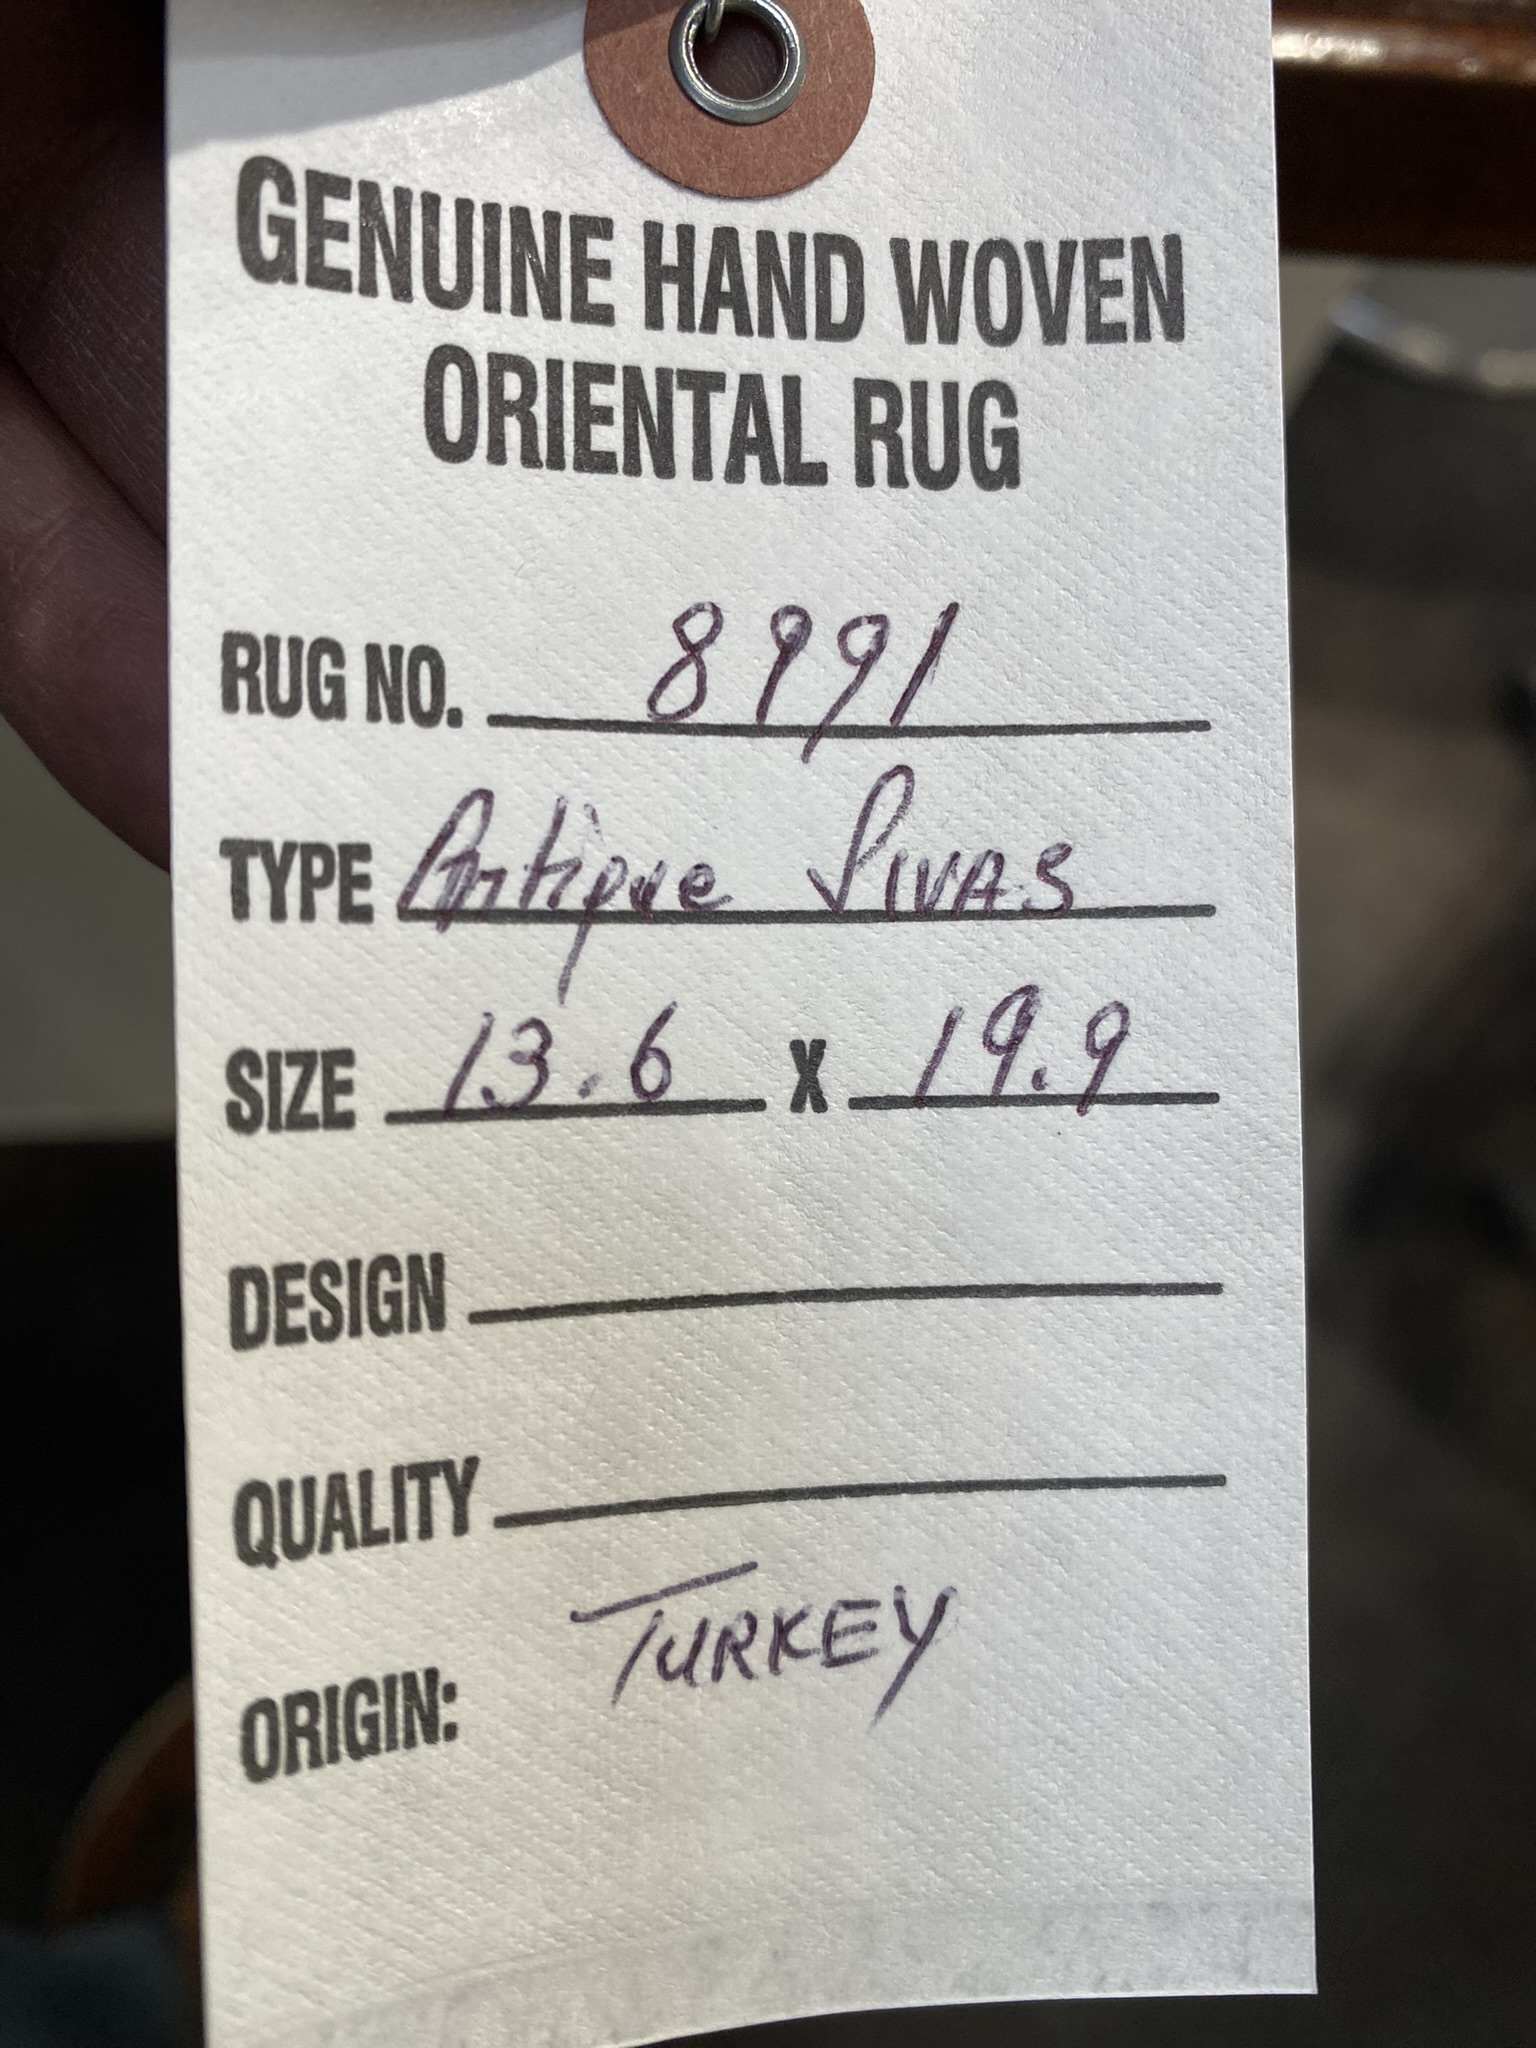 GENUINE HAND WOVEN
ORIENTAL RUG
RUG NO. 8991
TYPE Antique SIVAS
SIZE 13.6 X 19.9
DESIGN
QUALITY
ORIGIN: TURKEY